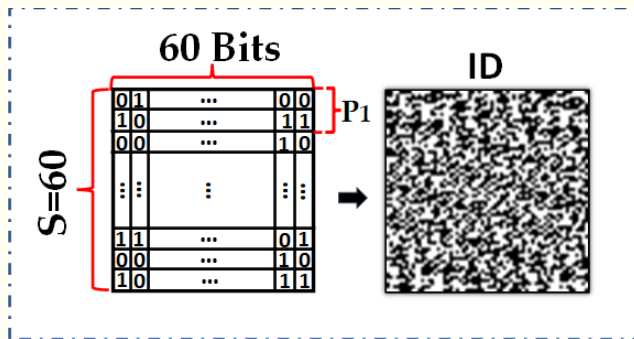 60 Bits
ID
S=60
P1
0 1 ... 0 0
1 0 ... 1 1
0 0 ... 1 0
⋮ ⋮ ⋮ ⋮ ⋮
1 1 ... 0 1
0 0 ... 1 0
1 0 ... 1 1